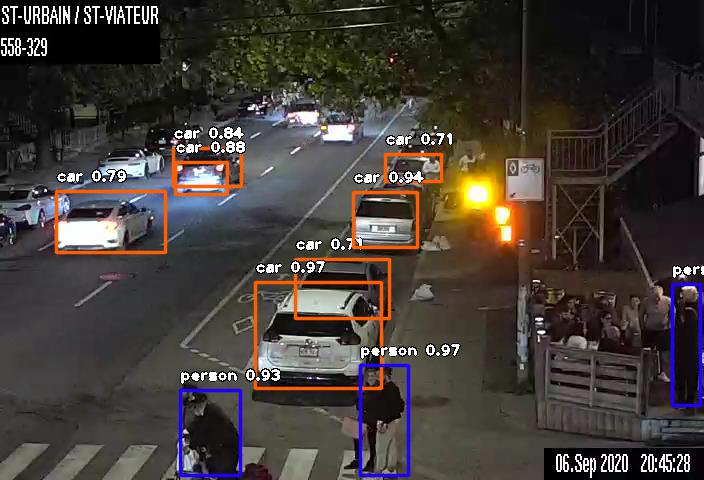 ST-URBAIN / ST-VIATEUR
558-329
car 0.84
car 0.88
car 0.71
car 0.79
car 0.94
car 0.71
car 0.97
pers
person 0.97
person 0.93
06.Sep 2020 20:45:28